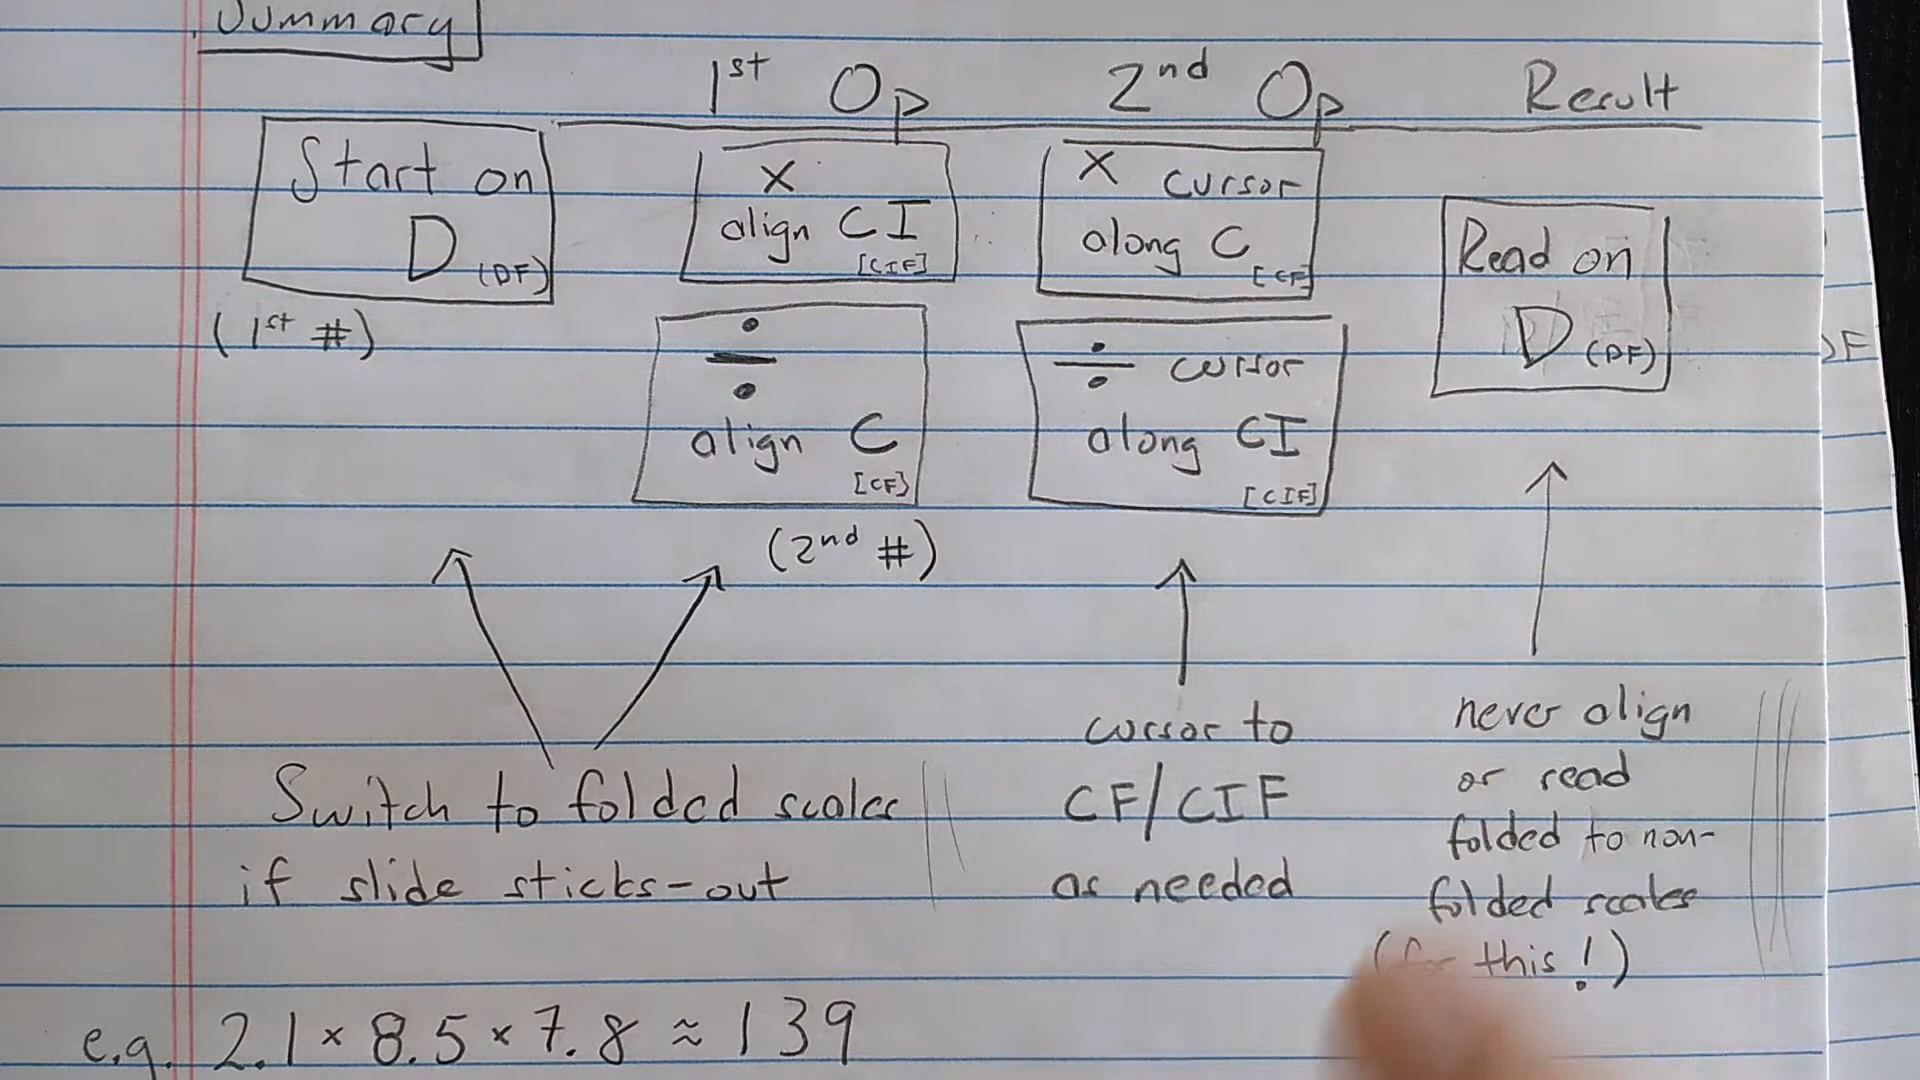 Summary
1st Op 2nd Op Result
Start on
D (DF)
(1st #)
×
align CI
[CIF]
÷
align C
[CF]
(2nd #)
× cursor
along C
[CF]
÷ cursor
along CI
[CIF]
Read on
D (DF)
Switch to folded scales
if slide sticks-out
cursor to
CF/CIF
as needed
never align
or read
folded to non-
folded scales
(for this!)
e.g. 2.1 × 8.5 × 7.8 ≈ 139